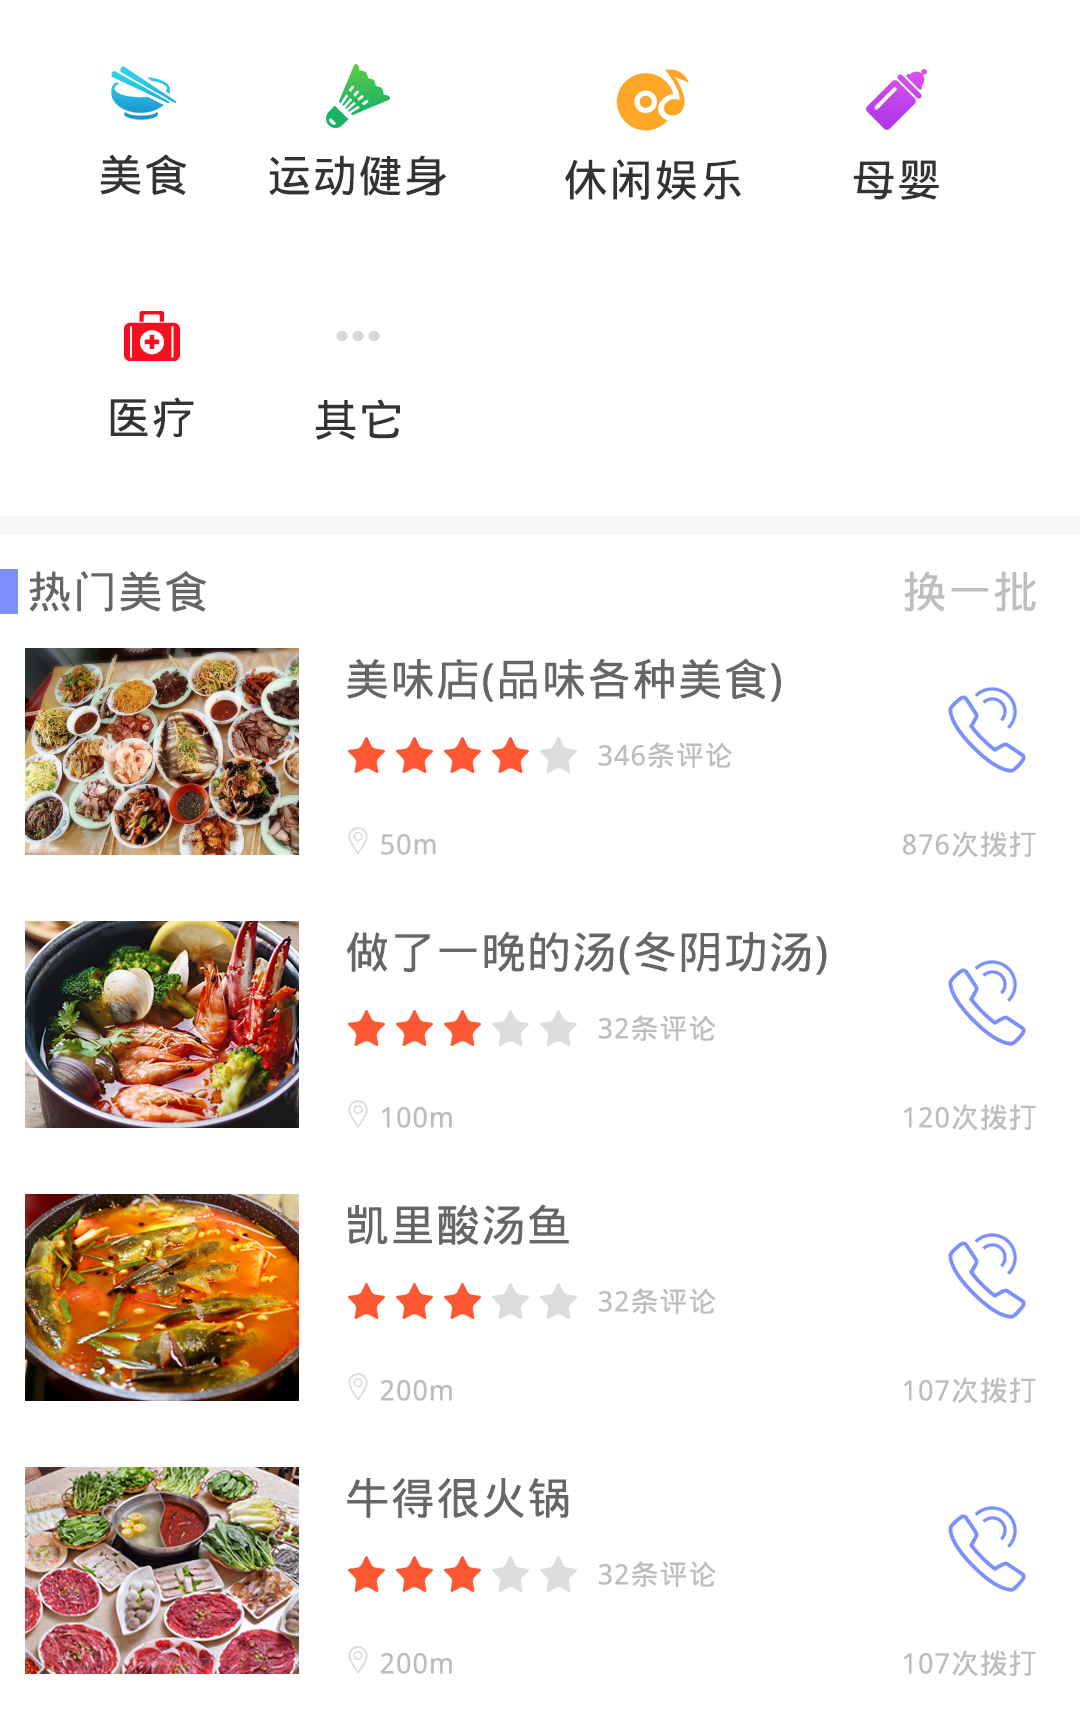 美食 运动健身 休闲娱乐 母婴
医疗 其它
热门美食 换一批
美味店(品味各种美食)
346条评论
50m 876次拨打
做了一晚的汤(冬阴功汤)
32条评论
100m 120次拨打
凯里酸汤鱼
32条评论
200m 107次拨打
牛得很火锅
32条评论
200m 107次拨打